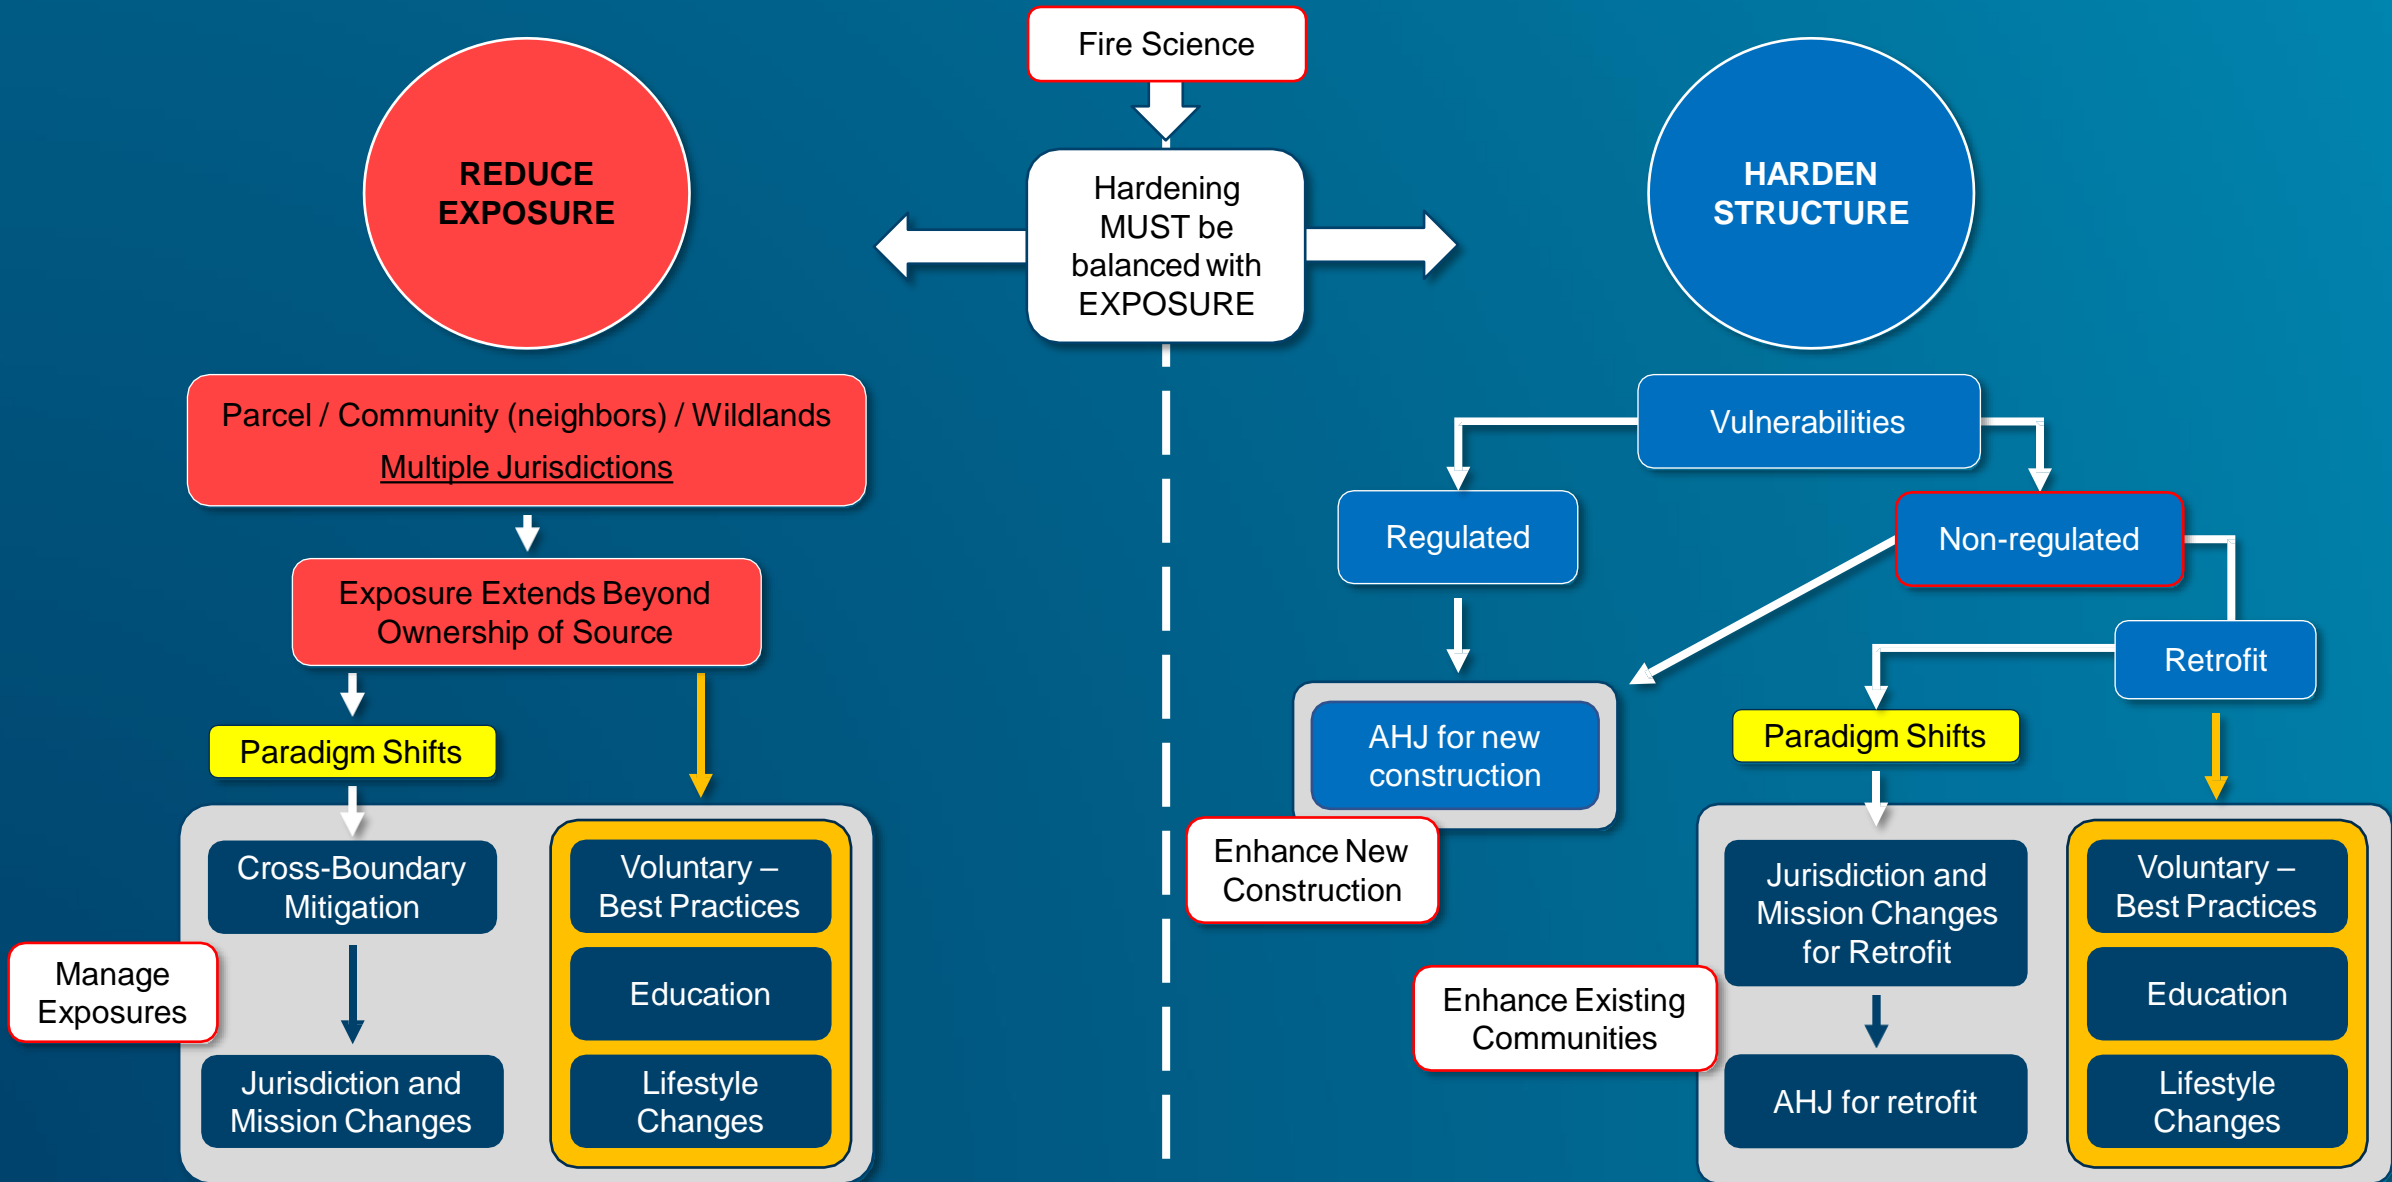 Fire Science
Hardening
MUST be
balanced with
EXPOSURE
REDUCE
EXPOSURE
Parcel / Community (neighbors) / Wildlands
Multiple Jurisdictions
Exposure Extends Beyond
Ownership of Source
Paradigm Shifts
Cross-Boundary
Mitigation
Jurisdiction and
Mission Changes
Voluntary –
Best Practices
Education
Lifestyle
Changes
Manage
Exposures
HARDEN
STRUCTURE
Vulnerabilities
Regulated
Non-regulated
Retrofit
AHJ for new
construction
Enhance New
Construction
Paradigm Shifts
Jurisdiction and
Mission Changes
for Retrofit
AHJ for retrofit
Voluntary –
Best Practices
Education
Lifestyle
Changes
Enhance Existing
Communities